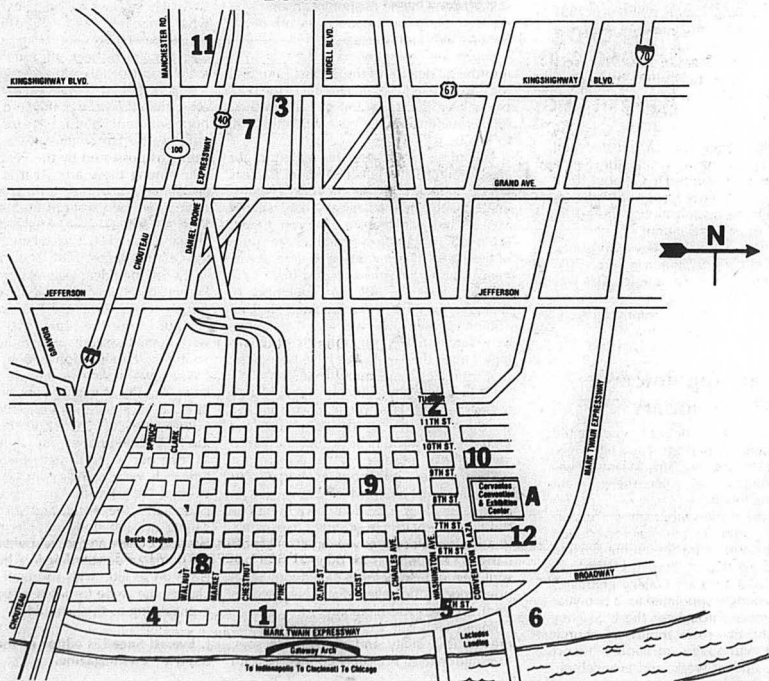 MANCHESTER RD.
11
LINDELL BLVD.
70
KINGSHIGHWAY BLVD.
67
KINGSHIGHWAY BLVD.
3
40
7
100
EXPRESSWAY
GRAND AVE.
DANIEL BOONE
CHOUTEAU
N
JEFFERSON
JEFFERSON
GRAVOIS
44
MARK TWAIN EXPRESSWAY
TUCKER
2
11TH ST.
SPRUCE
CLARK
10TH ST.
10
9TH ST.
9
Cervantes
Convention
& Exhibition
Center
A
8TH ST.
7TH ST.
12
Busch Stadium
6TH ST.
8
WALNUT
MARKET
CHESTNUT
PINE
OLIVE ST.
LOCUST
ST. CHARLES AVE.
WASHINGTON AVE.
CONVENTION PLAZA
BROADWAY
CHOUTEAU
4
1
5
6
MARK TWAIN EXPRESSWAY
Gateway Arch
Lacledes
Landing
To Indianapolis To Cincinnati To Chicago